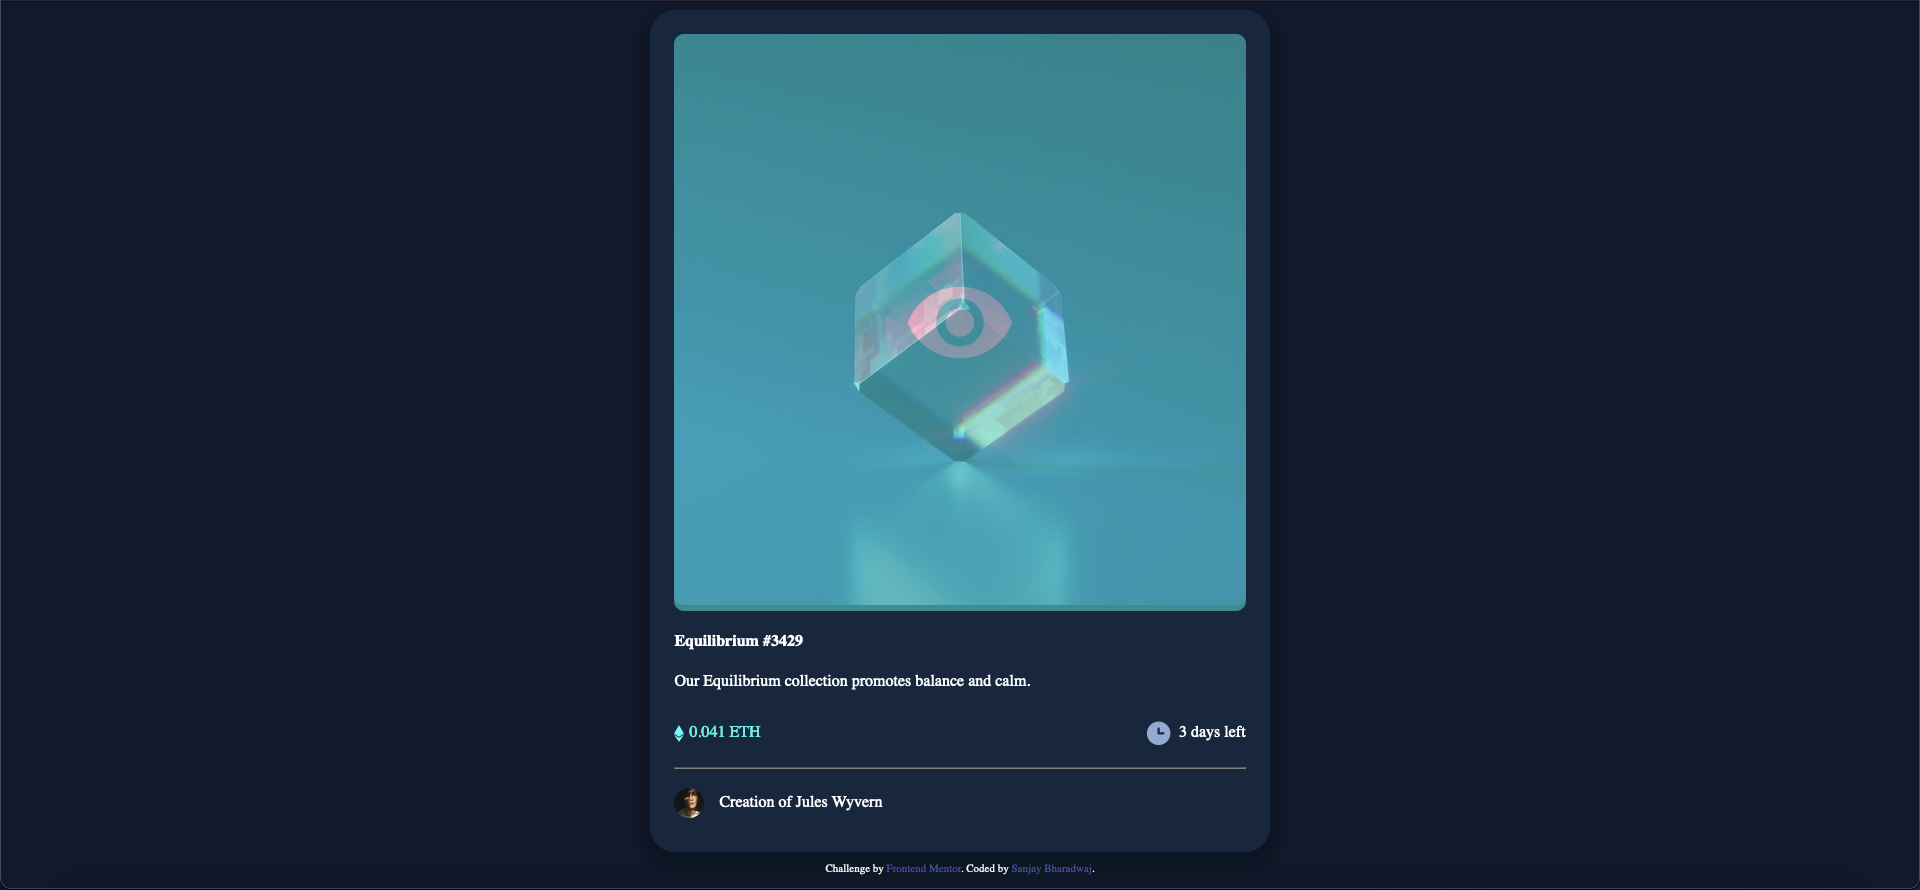 Equilibrium #3429
Our Equilibrium collection promotes balance and calm.
0.041 ETH
3 days left
Creation of Jules Wyvern
Challenge by Frontend Mentor. Coded by Sanjay Bharadwaj.